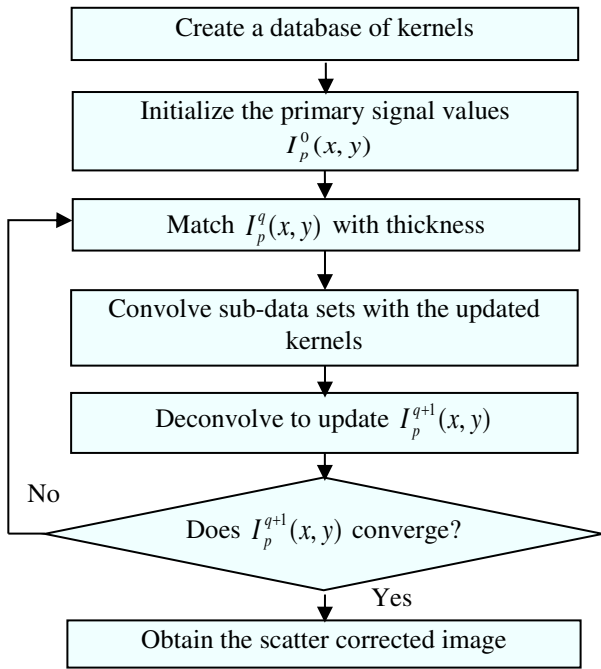 Create a database of kernels
Initialize the primary signal values
I_p^0(x, y)
Match I_p^q(x, y) with thickness
Convolve sub-data sets with the updated
kernels
Deconvolve to update I_p^{q+1}(x, y)
No
Does I_p^{q+1}(x, y) converge?
Yes
Obtain the scatter corrected image